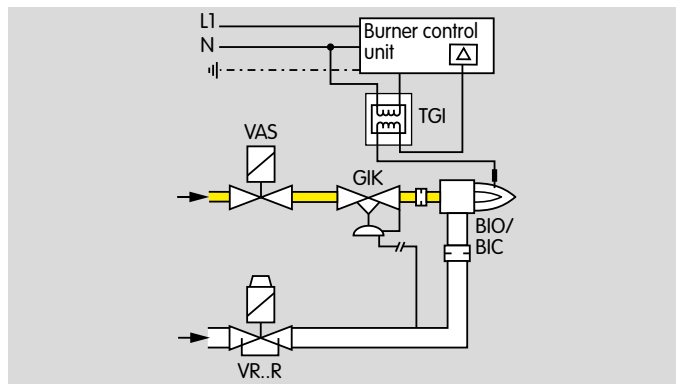 L1
N
Burner control
unit
TGI
VAS
GIK
BIO/
BIC
VR..R